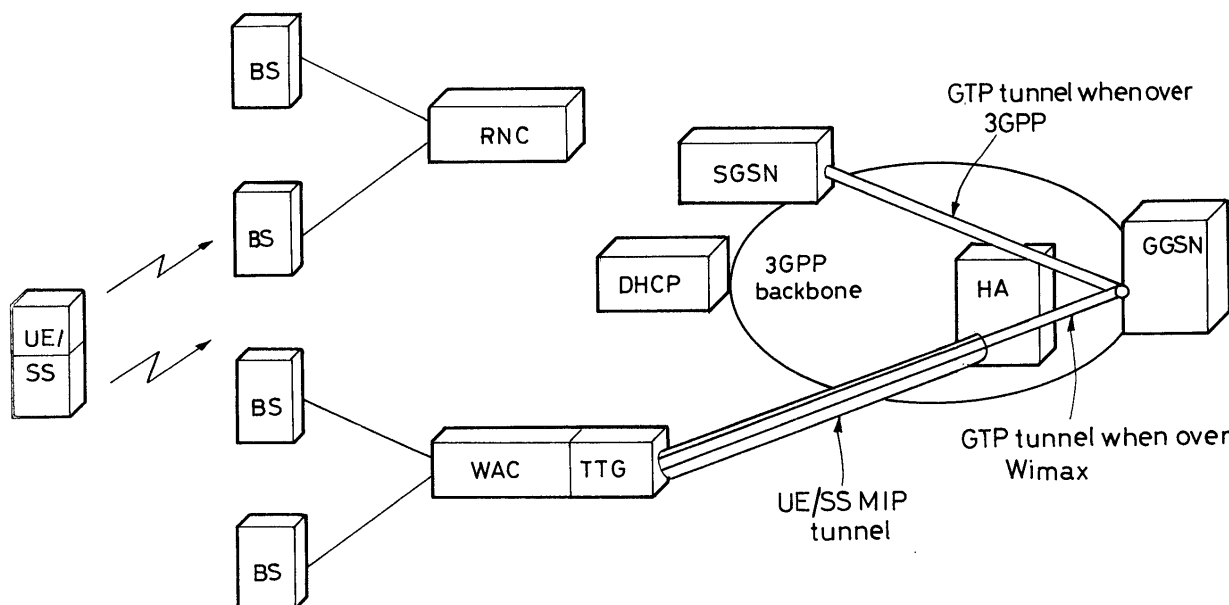 BS
RNC
GTP tunnel when over
3GPP
SGSN
BS
DHCP
3GPP
backbone
HA
GGSN
UE/
SS
BS
WAC
TTG
GTP tunnel when over
Wimax
UE/SS MIP
tunnel
BS